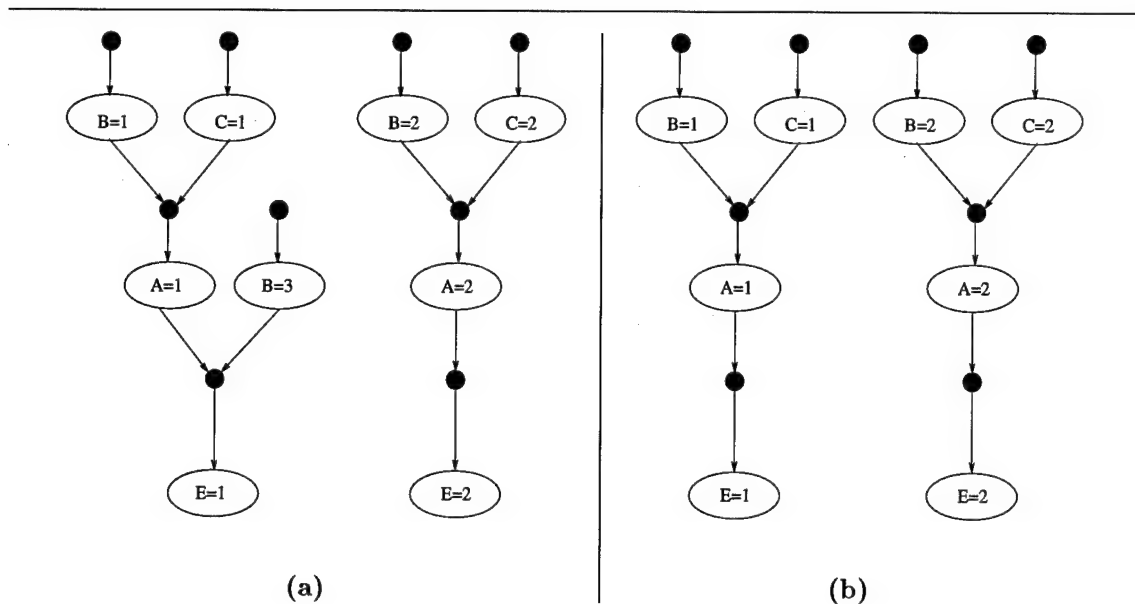 B=1 C=1 B=2 C=2 B=1 C=1 B=2 C=2
A=1 B=3 A=2 A=1 A=2
E=1 E=2 E=1 E=2
(a) (b)